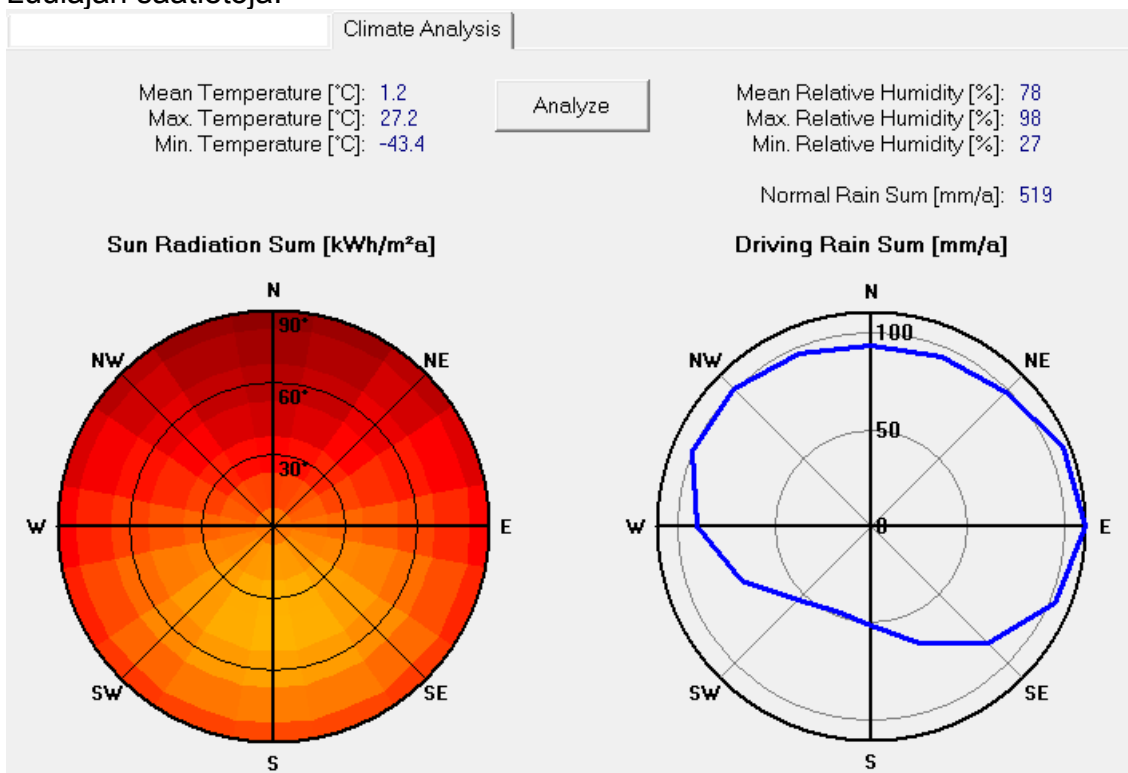 Climate Analysis
Mean Temperature [°C]: 1.2
Max. Temperature [°C]: 27.2
Min. Temperature [°C]: -43.4
Analyze
Mean Relative Humidity [%]: 78
Max. Relative Humidity [%]: 98
Min. Relative Humidity [%]: 27
Normal Rain Sum [mm/a]: 519
Sun Radiation Sum [kWh/m²a]
N
90°
NW
NE
60°
30°
W
E
SW
SE
S
Driving Rain Sum [mm/a]
N
100
NW
NE
50
W
0
E
SW
SE
S